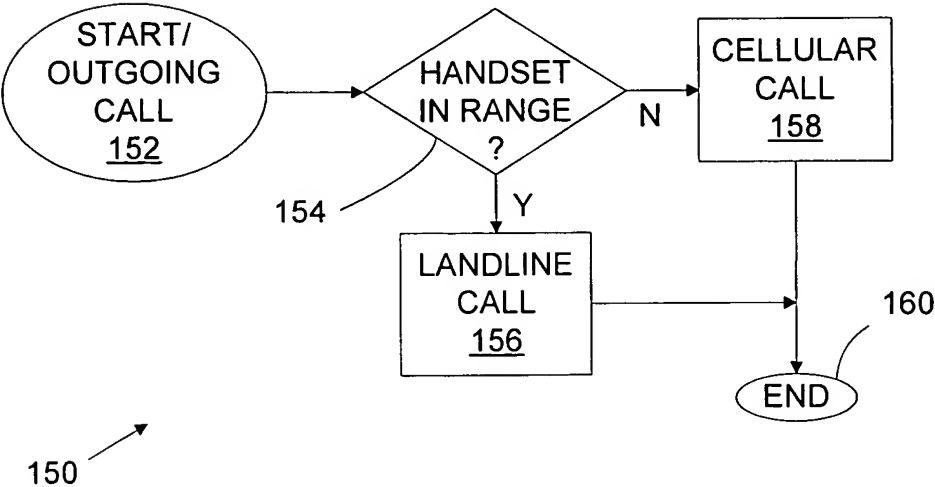 START/
OUTGOING
CALL
152
HANDSET
IN RANGE
?
154
N
CELLULAR
CALL
158
Y
LANDLINE
CALL
156
160
END
150